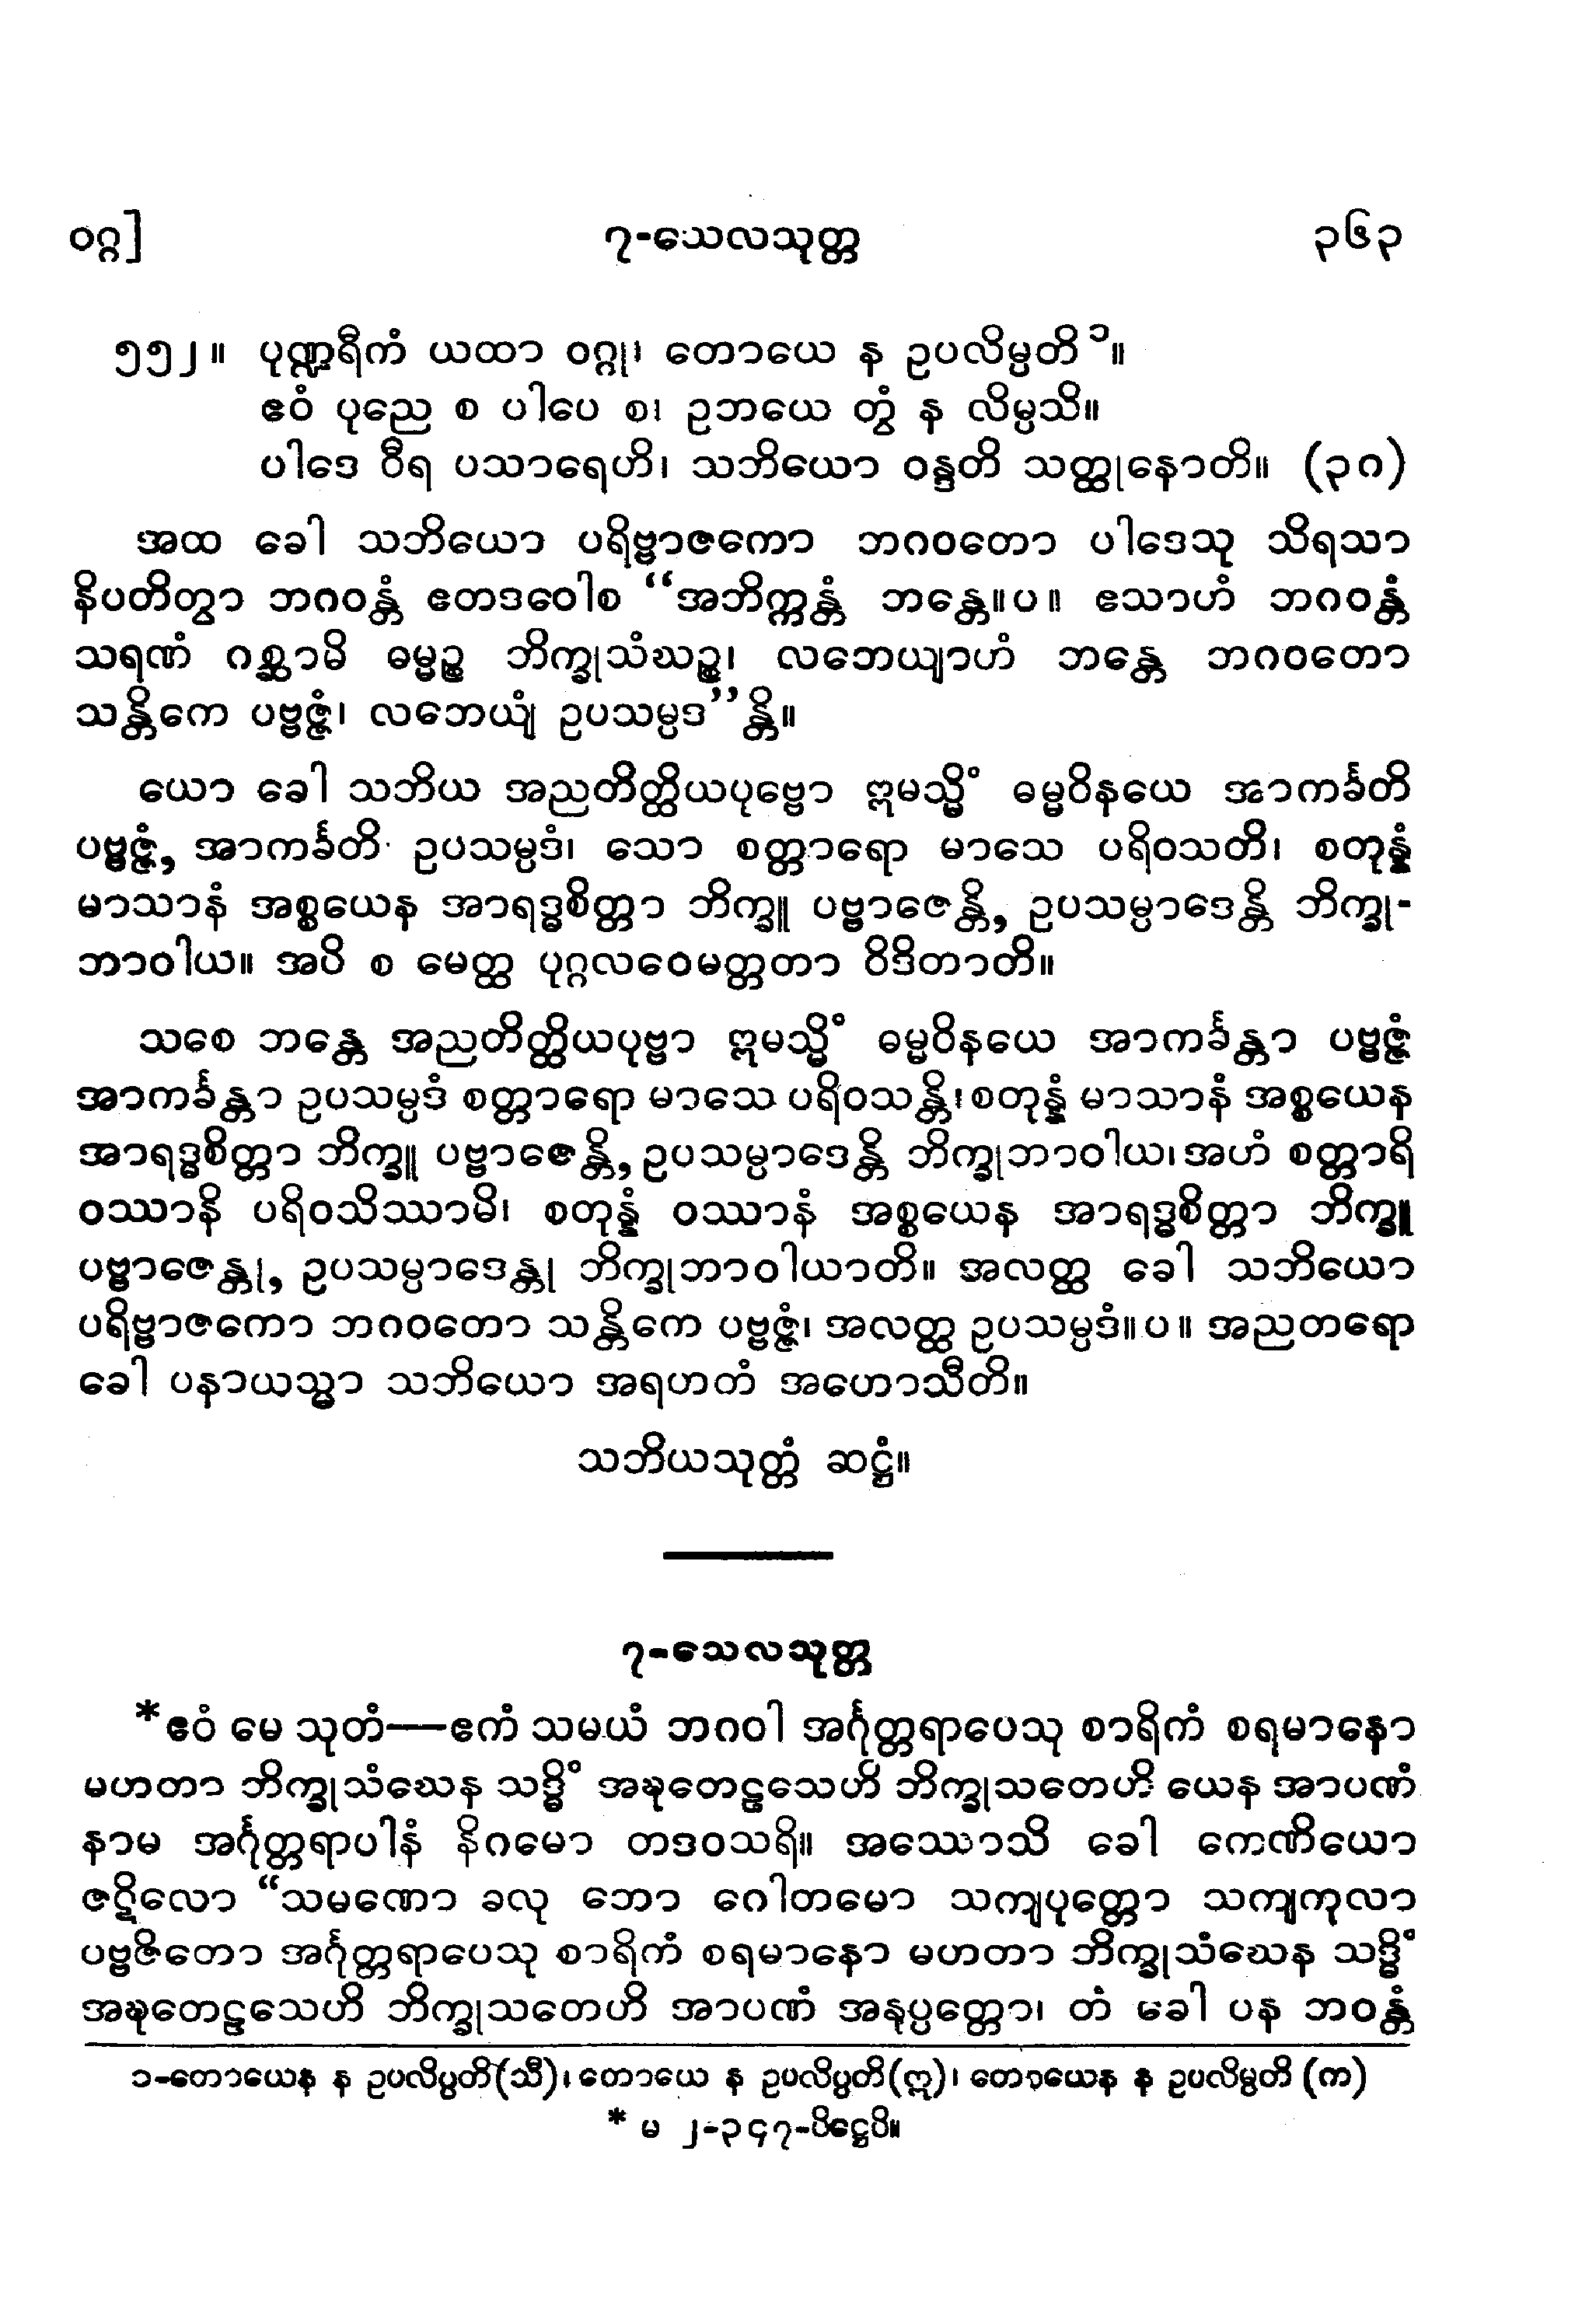 ဝဂ္ဂ] ၇-သေလသုတ္တ ၃၆၃
၅၅၂။ ပုဏ္ဍရီကံ ယထာ ဝဂ္ဂု၊ တောယေ န ဥပလိမ္ပတိ ၁။
ဧဝံ ပုညေ စ ပါပေ စ၊ ဥဘယေ တွံ န လိမ္ပသိ။
ပါဒေ ဝီရ ပသာရေဟိ၊ သဘိယော ဝန္ဒတိ သတ္ထုနောတိ။ (၃ဂ)
အထ ခေါ သဘိယော ပရိဗ္ဗာဇကော ဘဂဝတော ပါဒေသု သိရသာ
နိပတိတွာ ဘဂဝန္တံ ဧတဒဝေါစ “အဘိက္ကန္တံ ဘန္တေ။ပ။ ဧသာဟံ ဘဂဝန္တံ
သရဏံ ဂစ္ဆာမိ ဓမ္မဉ္စ ဘိက္ခုသံဃဉ္စ၊ လဘေယျာဟံ ဘန္တေ ဘဂဝတော
သန္တိကေ ပဗ္ဗဇ္ဇံ၊ လဘေယျံ ဥပသမ္ပဒ”န္တိ။
ယော ခေါ သဘိယ အညတိတ္ထိယပုဗ္ဗော ဣမသ္မိံ ဓမ္မဝိနယေ အာကင်္ခတိ
ပဗ္ဗဇ္ဇံ, အာကင်္ခတိ ဥပသမ္ပဒံ၊ သော စတ္တာရော မာသေ ပရိဝသတိ၊ စတုန္နံ
မာသာနံ အစ္စယေန အာရဒ္ဓစိတ္တာ ဘိက္ခူ ပဗ္ဗာဇေန္တိ, ဥပသမ္ပာဒေန္တိ ဘိက္ခု-
ဘာဝါယ။ အပိ စ မေတ္ထ ပုဂ္ဂလဝေမတ္တတာ ဝိဒိတာတိ။
သစေ ဘန္တေ အညတိတ္ထိယပုဗ္ဗာ ဣမသ္မိံ ဓမ္မဝိနယေ အာကင်္ခန္တာ ပဗ္ဗဇ္ဇံ
အာကင်္ခန္တာ ဥပသမ္ပဒံ စတ္တာရော မာသေ ပရိဝသန္တိ၊စတုန္နံ မာသာနံ အစ္စယေန
အာရဒ္ဓစိတ္တာ ဘိက္ခူ ပဗ္ဗာဇေန္တိ, ဥပသမ္ပာဒေန္တိ ဘိက္ခုဘာဝါယ၊အဟံ စတ္တာရိ
ဝဿာနိ ပရိဝသိဿာမိ၊ စတုန္နံ ဝဿာနံ အစ္စယေန အာရဒ္ဓစိတ္တာ ဘိက္ခူ
ပဗ္ဗာဇေန္တု, ဥပသမ္ပာဒေန္တု ဘိက္ခုဘာဝါယာတိ။ အလတ္ထ ခေါ သဘိယော
ပရိဗ္ဗာဇကော ဘဂဝတော သန္တိကေ ပဗ္ဗဇ္ဇံ၊ အလတ္ထ ဥပသမ္ပဒံ။ပ။ အညတရော
ခေါ ပနာယသ္မာ သဘိယော အရဟတံ အဟောသီတိ။
သဘိယသုတ္တံ ဆဋ္ဌံ။
၇-သေလသုတ္တ
*ဧဝံ မေ သုတံ—ဧကံ သမယံ ဘဂဝါ အင်္ဂုတ္တရာပေသု စာရိကံ စရမာနော
မဟတာ ဘိက္ခုသံဃေန သဒ္ဓိံ အဍ္ဎတေဠသေဟိ ဘိက္ခုသတေဟိ ယေန အာပဏံ
နာမ အင်္ဂုတ္တရာပါနံ နိဂမော တဒဝသရိ။ အဿောသိ ခေါ ကေဏိယော
ဇဋိလော “သမဏော ခလု ဘော ဂေါတမော သကျပုတ္တော သကျကုလာ
ပဗ္ဗဇိတော အင်္ဂုတ္တရာပေသု စာရိကံ စရမာနော မဟတာ ဘိက္ခုသံဃေန သဒ္ဓိံ
အဍ္ဎတေဠသေဟိ ဘိက္ခုသတေဟိ အာပဏံ အနုပ္ပတ္တော၊ တံ ခေါ ပန ဘဝန္တံ
၁-တောယေန န ဥပလိပ္ပတိ(သီ)၊ တောယေ န ဥပလိပ္ပတိ(ဣ)၊ တောယေန န ဥပလိမ္ပတိ (က)
* မ ၂-၃၄၇-ပိဋ္ဌေပိ။